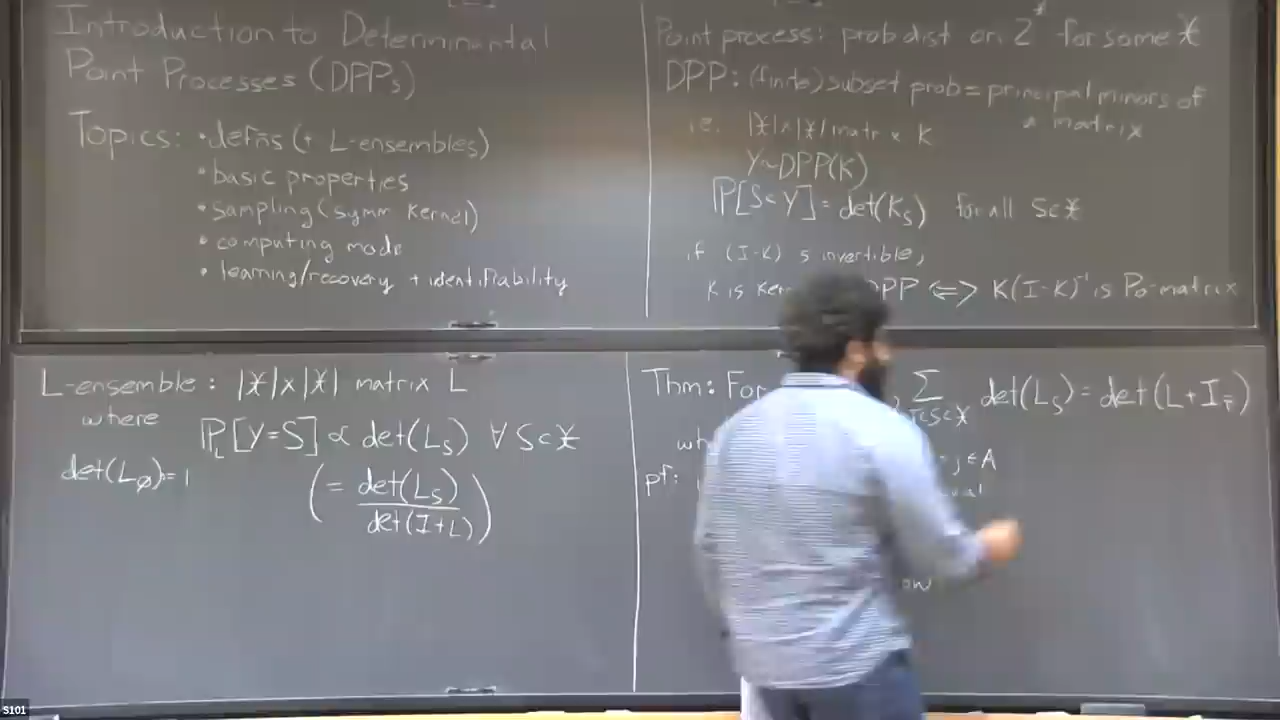 Introduction to Determinantal
Point Processes (DPPs)
Topics: • defns (+ L-ensembles)
• basic properties
• sampling (symm kernel)
• computing mode
• learning/recovery + identifiability
Point process: prob dist on 2^𝒳 for some 𝒳
DPP: (finite) subset prob = principal minors of
a matrix
i.e. |𝒳|x|𝒳| matrix K
Y~DPP(K)
P[S⊂Y] = det(K_S) for all S⊂𝒳
if (I-K) is invertible,
K is DPP ⟺ K(I-K)^-1 is P₀-matrix
L-ensemble: |𝒳|x|𝒳| matrix L
where
P_L[Y=S] ∝ det(L_S) ∀ S⊂𝒳
det(L_∅)=1
(= det(L_S) / det(I+L))
Thm: For , Σ_{T⊂S⊂𝒳} det(L_S) = det(L+I_T̄)
j∈A
pf:
S101